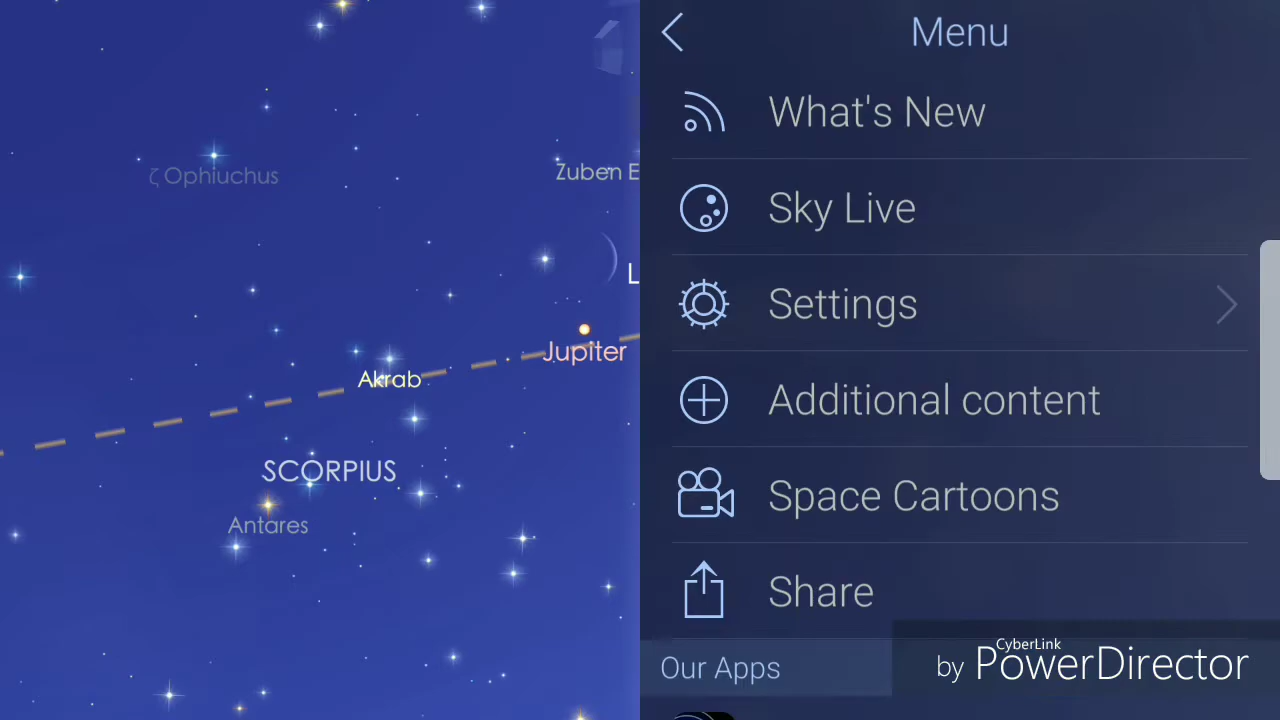 ζ Ophiuchus
Zuben E
L
Jupiter
Akrab
SCORPIUS
Antares
Menu
What's New
Sky Live
Settings
Additional content
Space Cartoons
Share
Our Apps
by CyberLink PowerDirector